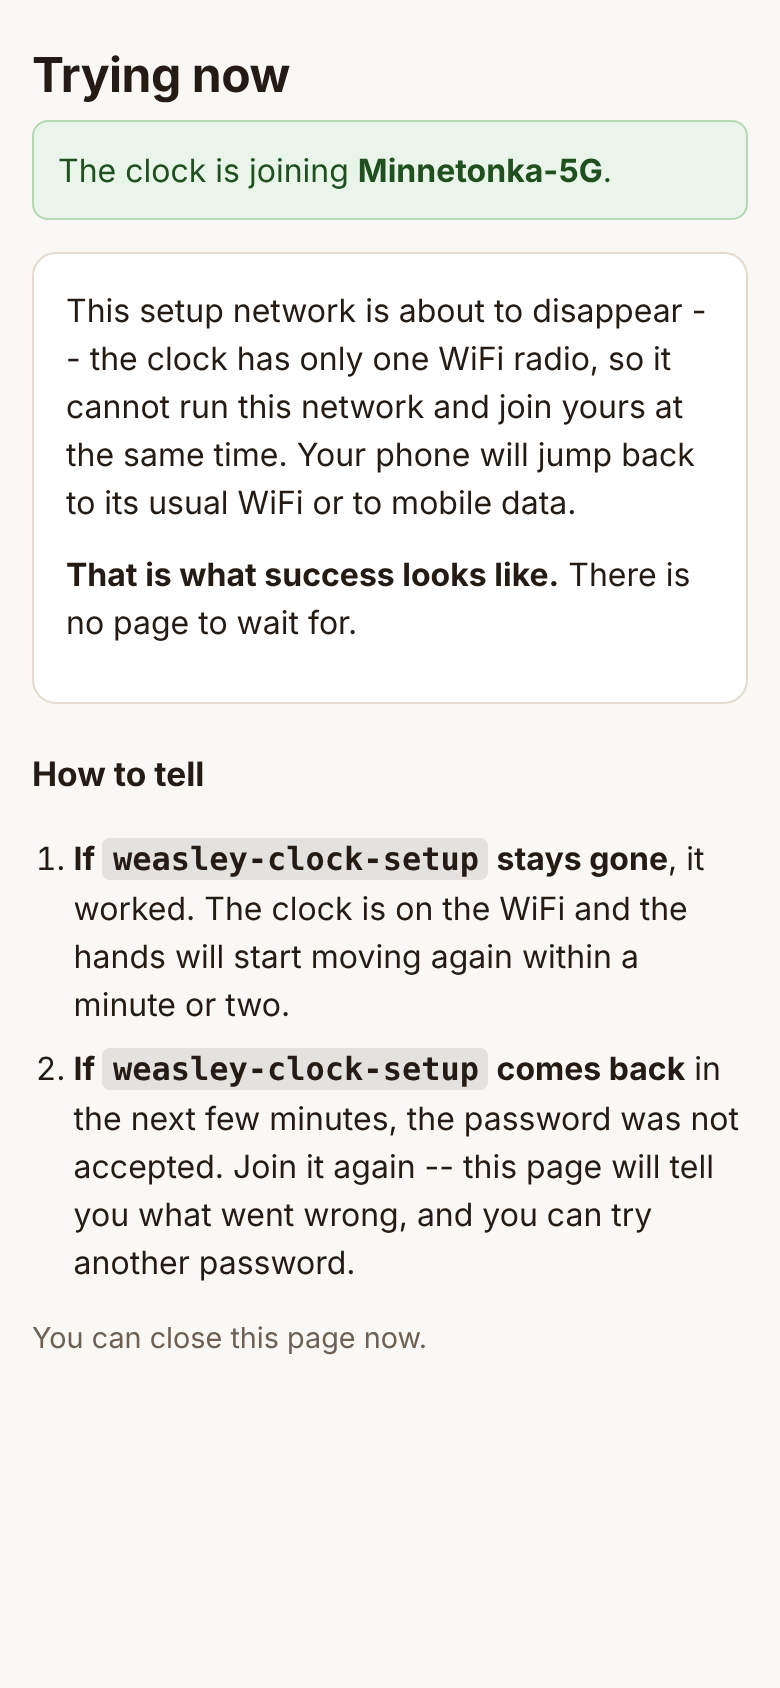 Trying now
The clock is joining Minnetonka-5G.
This setup network is about to disappear -
- the clock has only one WiFi radio, so it
cannot run this network and join yours at
the same time. Your phone will jump back
to its usual WiFi or to mobile data.
That is what success looks like. There is
no page to wait for.
How to tell
1. If weasley-clock-setup stays gone, it
worked. The clock is on the WiFi and the
hands will start moving again within a
minute or two.
2. If weasley-clock-setup comes back in
the next few minutes, the password was not
accepted. Join it again -- this page will tell
you what went wrong, and you can try
another password.
You can close this page now.